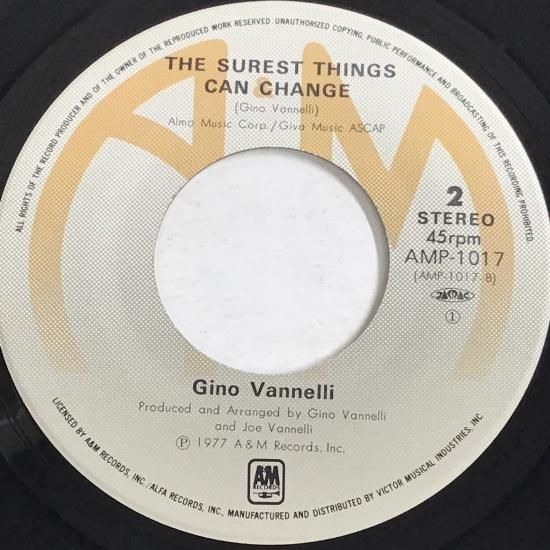 ALL RIGHTS OF THE RECORD PRODUCER AND OF THE OWNER OF THE REPRODUCED WORK RESERVED. UNAUTHORIZED COPYING, PUBLIC PERFORMANCE AND BROADCASTING OF THIS RECORD PROHIBITED.
A&M
THE SUREST THINGS
CAN CHANGE
(Gino Vannelli)
Alma Music Corp./Giva Music ASCAP
2
STEREO
45rpm
AMP-1017
(AMP-1017-B)
JASRAC
①
Gino Vannelli
Produced and Arranged by Gino Vannelli
and Joe Vannelli
Ⓟ 1977 A&M Records, Inc.
A&M
RECORDS
LICENSED BY A&M RECORDS, INC./ALFA RECORDS, INC., MANUFACTURED AND DISTRIBUTED BY VICTOR MUSICAL INDUSTRIES, INC